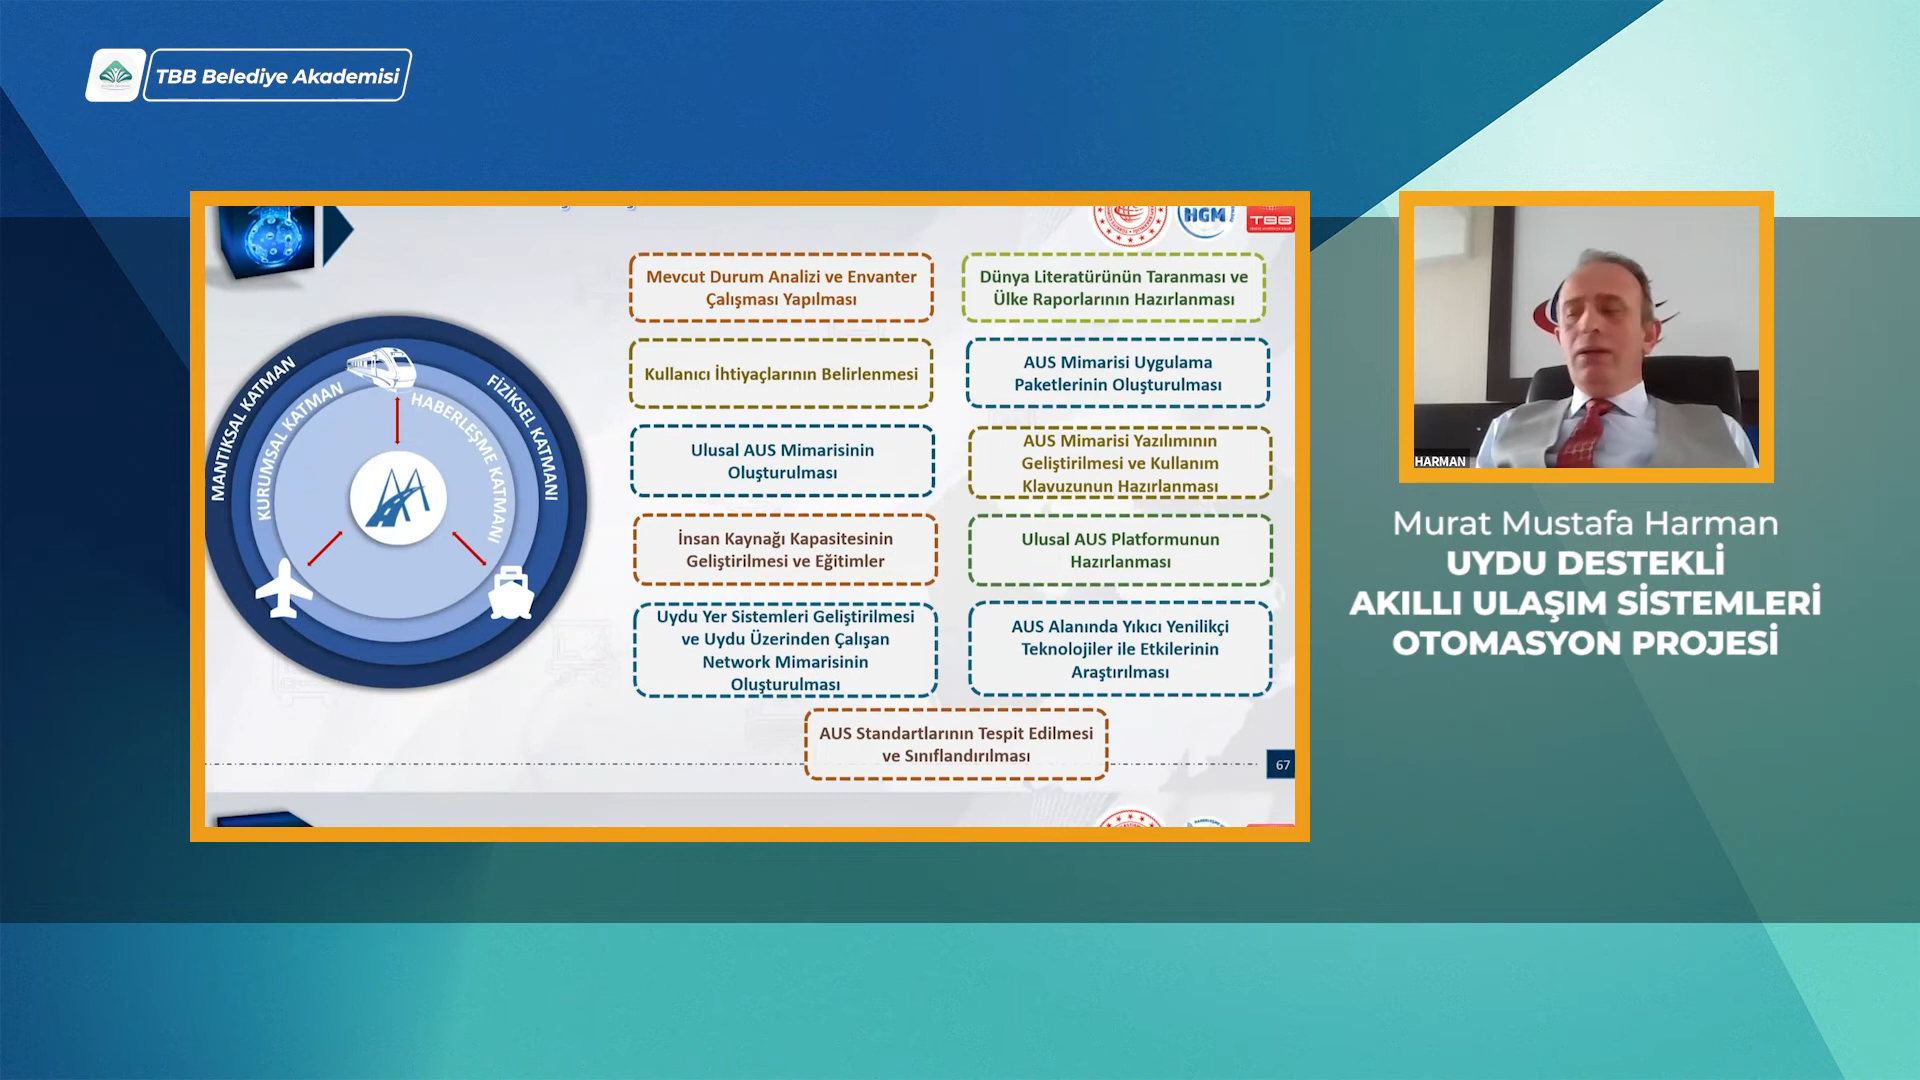 TBB Belediye Akademisi
HGM
TBB
MANTIKSAL KATMAN
KURUMSAL KATMAN
HABERLEŞME KATMANI
FİZİKSEL KATMANI
Mevcut Durum Analizi ve Envanter
Çalışması Yapılması
Dünya Literatürünün Taranması ve
Ülke Raporlarının Hazırlanması
Kullanıcı İhtiyaçlarının Belirlenmesi
AUS Mimarisi Uygulama
Paketlerinin Oluşturulması
Ulusal AUS Mimarisinin
Oluşturulması
AUS Mimarisi Yazılımının
Geliştirilmesi ve Kullanım
Klavuzunun Hazırlanması
İnsan Kaynağı Kapasitesinin
Geliştirilmesi ve Eğitimler
Ulusal AUS Platformunun
Hazırlanması
Uydu Yer Sistemleri Geliştirilmesi
ve Uydu Üzerinden Çalışan
Network Mimarisinin
Oluşturulması
AUS Alanında Yıkıcı Yenilikçi
Teknolojiler ile Etkilerinin
Araştırılması
AUS Standartlarının Tespit Edilmesi
ve Sınıflandırılması
67
HARMAN
Murat Mustafa Harman
UYDU DESTEKLİ
AKILLI ULAŞIM SİSTEMLERİ
OTOMASYON PROJESİ